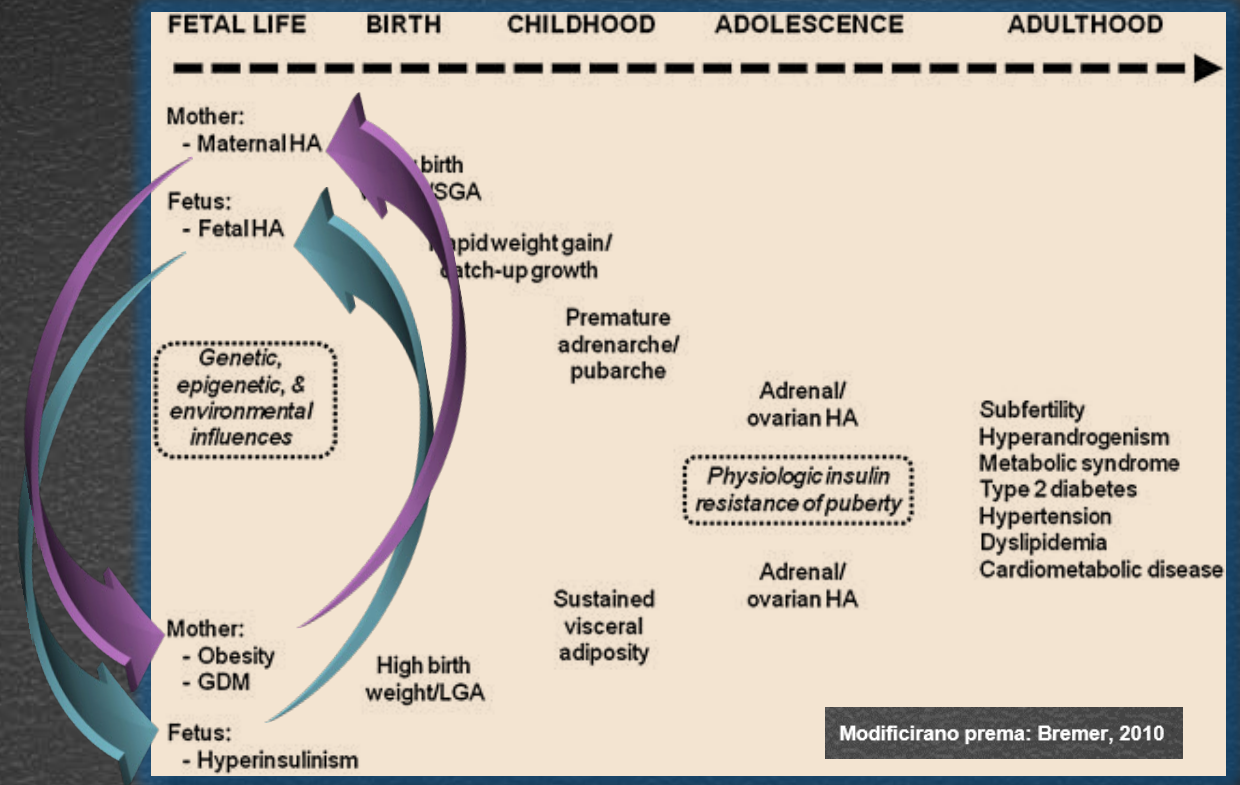 FETAL LIFE BIRTH CHILDHOOD ADOLESCENCE ADULTHOOD
Mother:
- Maternal HA
birth
/SGA
Fetus:
- Fetal HA
apid weight gain/
atch-up growth
Premature
adrenarche/
pubarche
Genetic,
epigenetic, &
environmental
influences
Adrenal/
ovarian HA
Physiologic insulin
resistance of puberty
Adrenal/
ovarian HA
Subfertility
Hyperandrogenism
Metabolic syndrome
Type 2 diabetes
Hypertension
Dyslipidemia
Cardiometabolic disease
Sustained
visceral
adiposity
Mother:
- Obesity
- GDM
High birth
weight/LGA
Fetus:
- Hyperinsulinism
Modificirano prema: Bremer, 2010